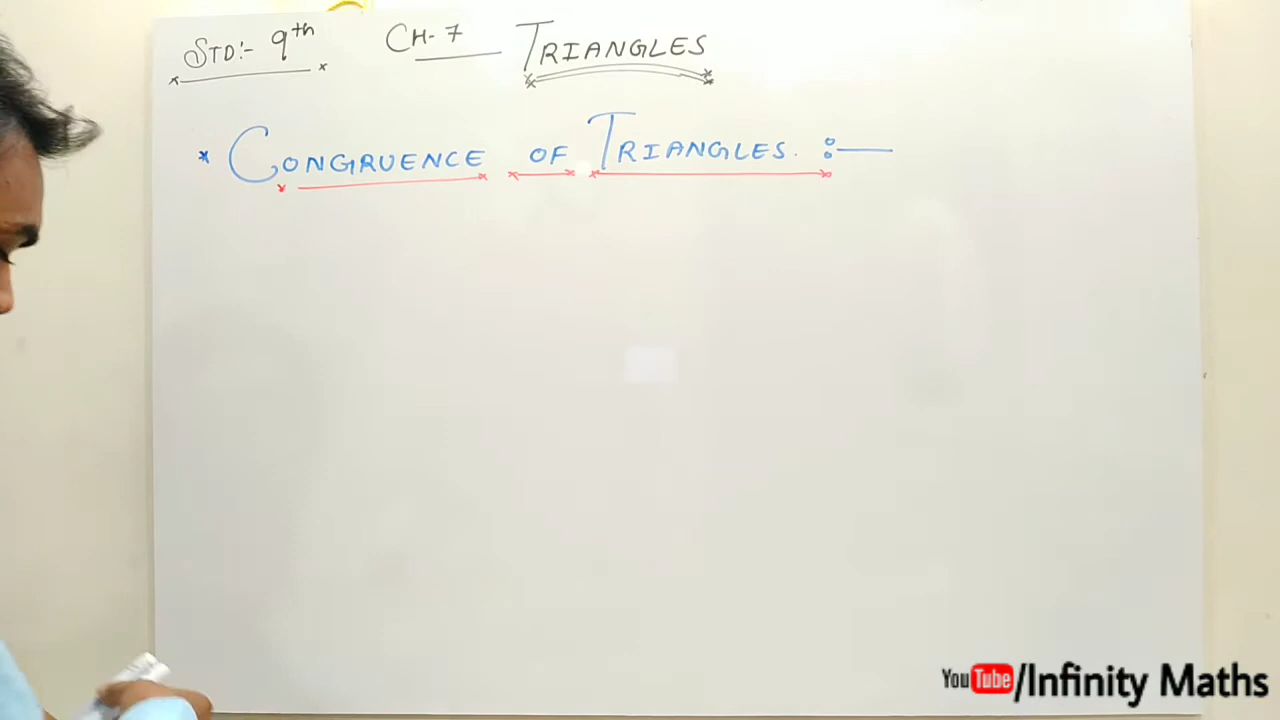 STD:- 9th CH-7 TRIANGLES
* CONGRUENCE OF TRIANGLES. :-
YouTube/Infinity Maths